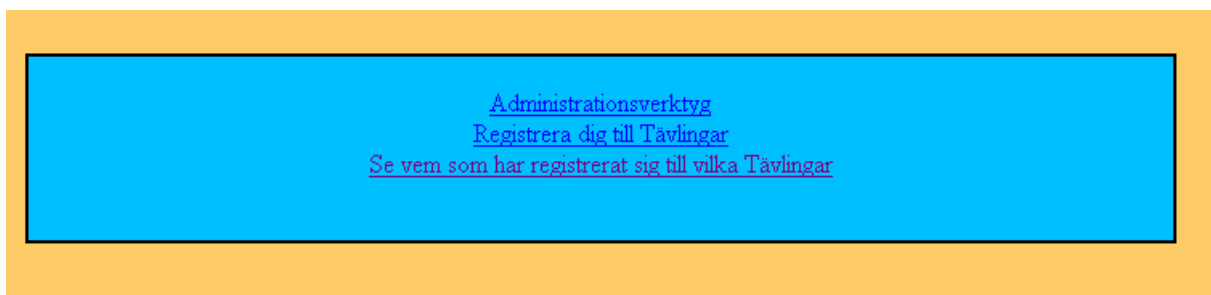 Administrationsverktyg
Registrera dig till Tävlingar
Se vem som har registrerat sig till vilka Tävlingar